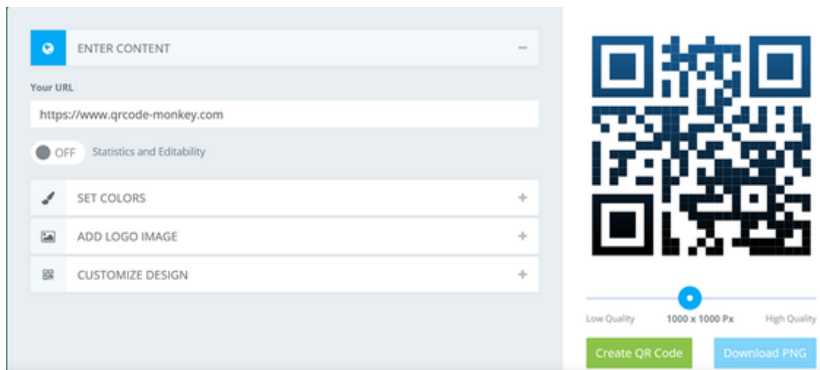 ENTER CONTENT
Your URL
https://www.qrcode-monkey.com
OFF Statistics and Editability
SET COLORS
ADD LOGO IMAGE
CUSTOMIZE DESIGN
Low Quality 1000 x 1000 Px High Quality
Create QR Code Download PNG